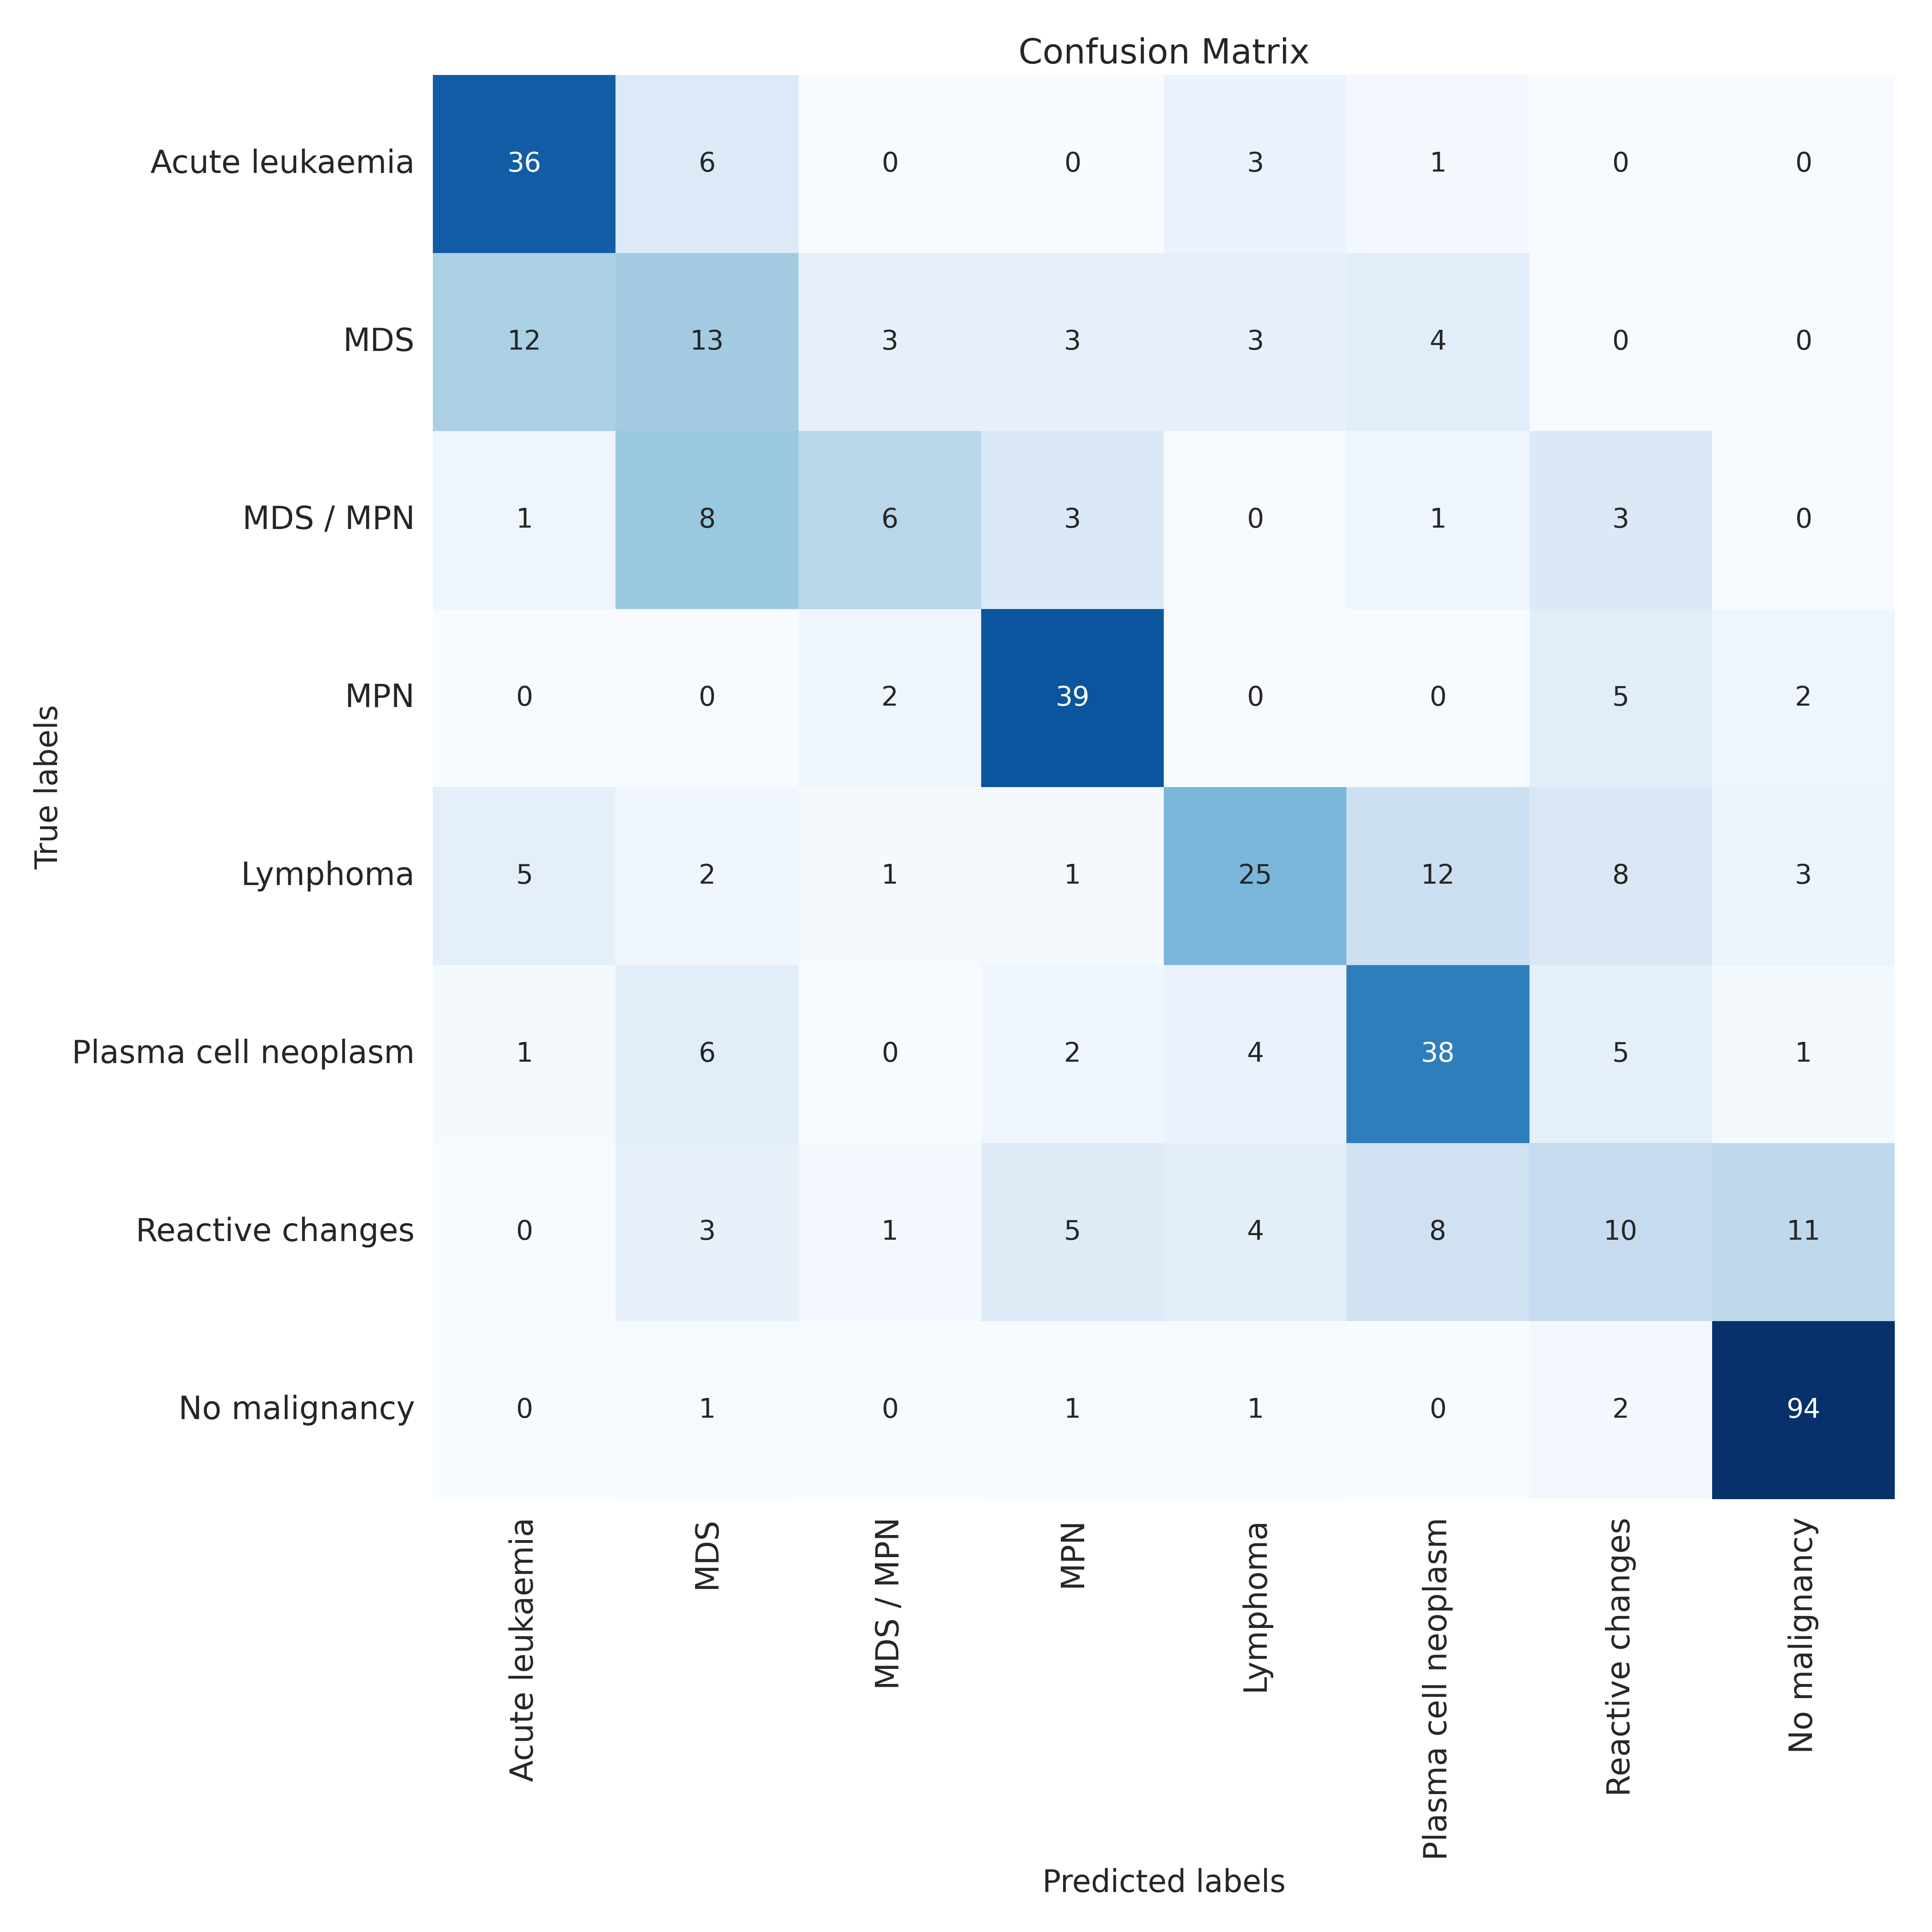 Confusion Matrix
Acute leukaemia 36 6 0 0 3 1 0 0
MDS 12 13 3 3 3 4 0 0
MDS / MPN 1 8 6 3 0 1 3 0
MPN 0 0 2 39 0 0 5 2
Lymphoma 5 2 1 1 25 12 8 3
Plasma cell neoplasm 1 6 0 2 4 38 5 1
Reactive changes 0 3 1 5 4 8 10 11
No malignancy 0 1 0 1 1 0 2 94
True labels
Acute leukaemia
MDS
MDS / MPN
MPN
Lymphoma
Plasma cell neoplasm
Reactive changes
No malignancy
Predicted labels